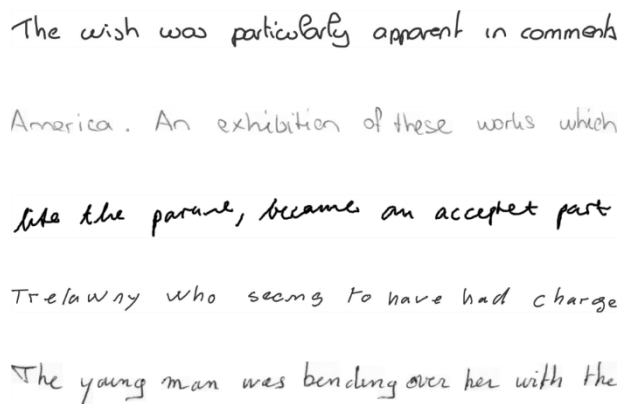 The wish was particularly apparent in comments
America. An exhibition of these works which
like the pavane, became an accepted part
Trelawny who seems to have had charge
The young man was bending over her with the